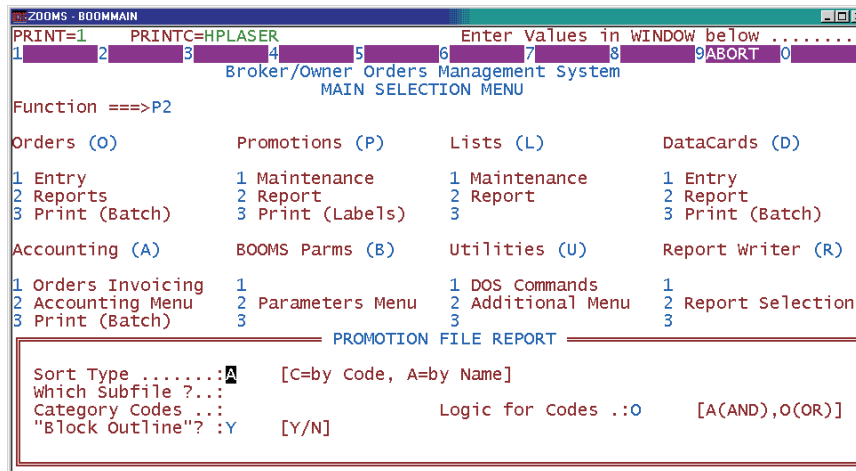 ZOOMS - BOOMMAIN
PRINT=1 PRINTC=HPLASER Enter Values in WINDOW below ........
1 2 3 4 5 6 7 8 9ABORT 0
Broker/Owner Orders Management System
MAIN SELECTION MENU
Function ===>P2
Orders (O) Promotions (P) Lists (L) DataCards (D)
1 Entry 1 Maintenance 1 Maintenance 1 Entry
2 Reports 2 Report 2 Report 2 Report
3 Print (Batch) 3 Print (Labels) 3 3 Print (Batch)
Accounting (A) BOOMS Parms (B) Utilities (U) Report Writer (R)
1 Orders Invoicing 1 1 DOS Commands 1
2 Accounting Menu 2 Parameters Menu 2 Additional Menu 2 Report Selection
3 Print (Batch) 3 3 3
PROMOTION FILE REPORT
Sort Type .......:A [C=by Code, A=by Name]
Which Subfile ?..:
Category Codes ..: Logic for Codes .:O [A(AND),O(OR)]
"Block Outline"? :Y [Y/N]